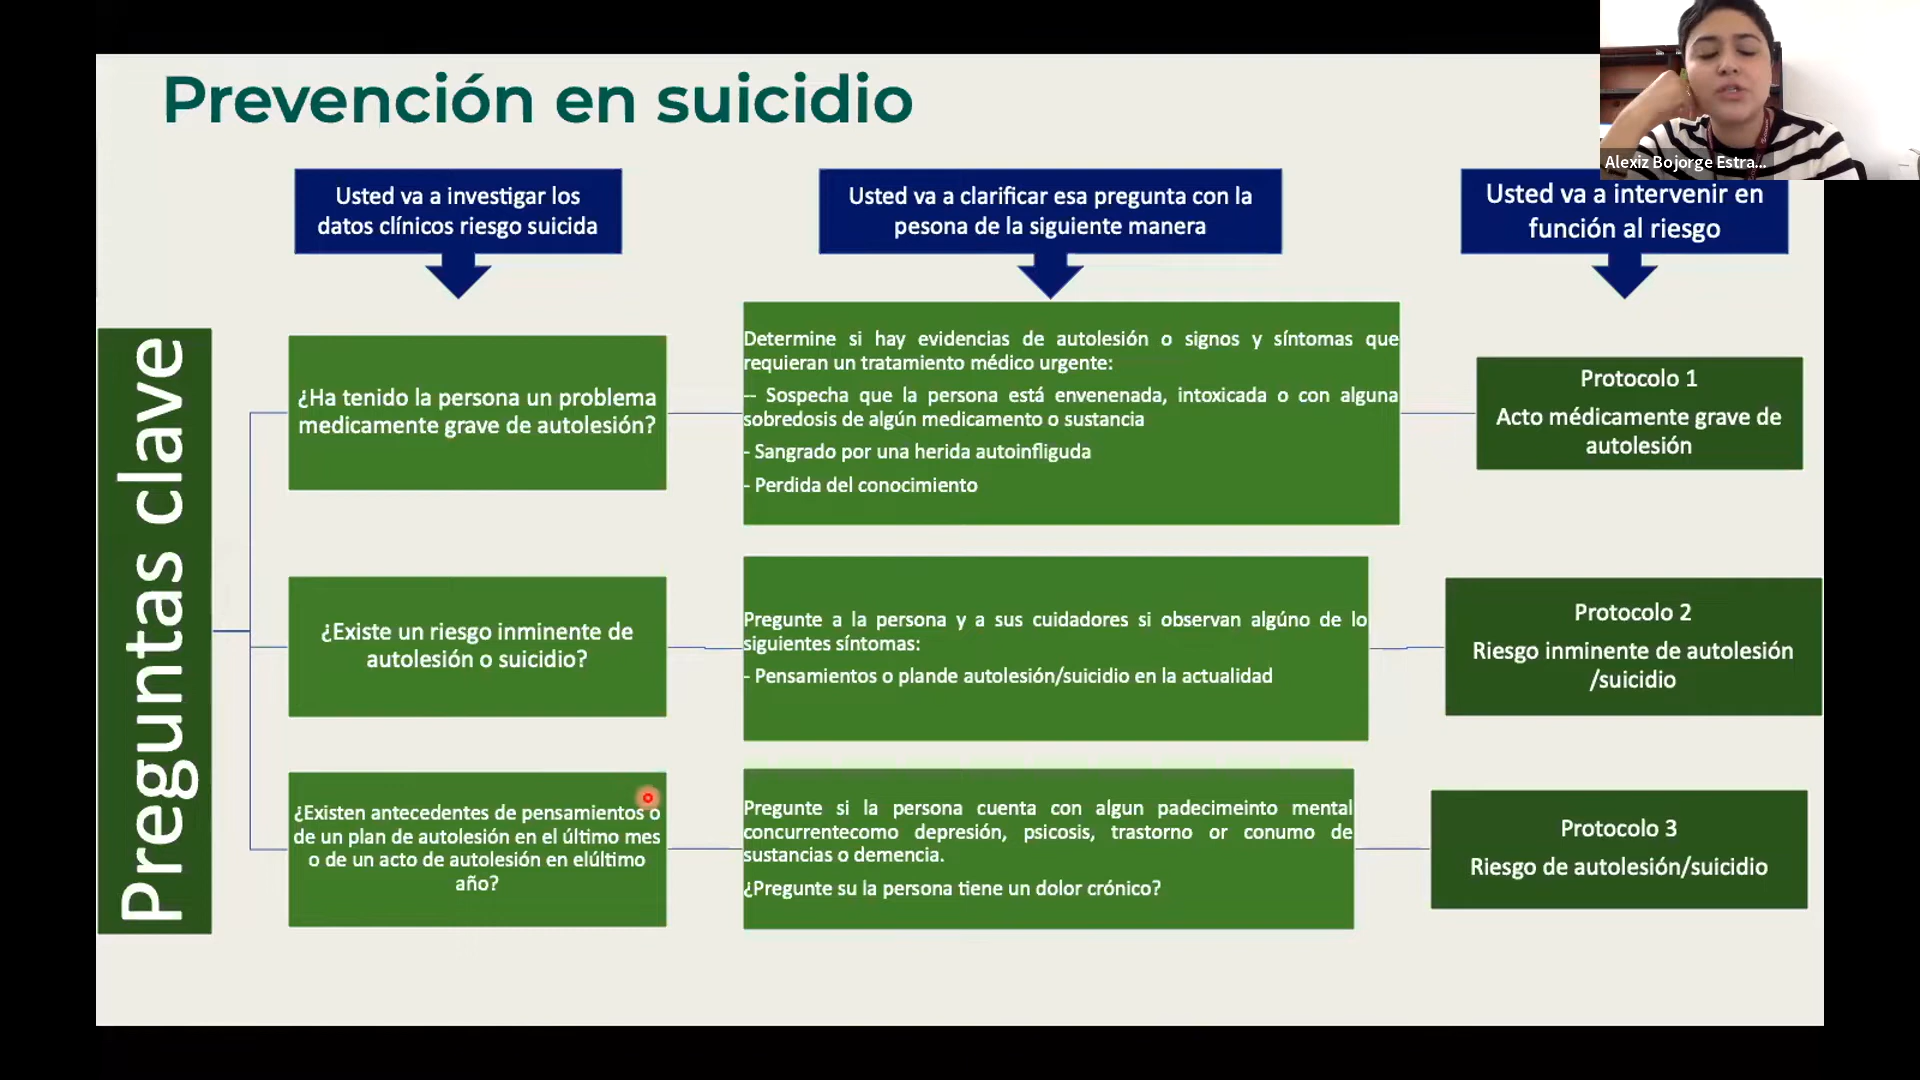 Prevención en suicidio
Alexiz Bojorge Estra...
Usted va a investigar los
datos clínicos riesgo suicida
Usted va a clarificar esa pregunta con la
pesona de la siguiente manera
Usted va a intervenir en
función al riesgo
Preguntas clave
¿Ha tenido la persona un problema
medicamente grave de autolesión?
Determine si hay evidencias de autolesión o signos y síntomas que
requieran un tratamiento médico urgente:
-- Sospecha que la persona está envenenada, intoxicada o con alguna
sobredosis de algún medicamento o sustancia
- Sangrado por una herida autoinfliguda
- Perdida del conocimiento
Protocolo 1
Acto médicamente grave de
autolesión
¿Existe un riesgo inminente de
autolesión o suicidio?
Pregunte a la persona y a sus cuidadores si observan algúno de lo
siguientes síntomas:
- Pensamientos o plande autolesión/suicidio en la actualidad
Protocolo 2
Riesgo inminente de autolesión
/suicidio
¿Existen antecedentes de pensamientos o
de un plan de autolesión en el último mes
o de un acto de autolesión en elúltimo
año?
Pregunte si la persona cuenta con algun padecimeinto mental
concurrentecomo depresión, psicosis, trastorno or conumo de
sustancias o demencia.
¿Pregunte su la persona tiene un dolor crónico?
Protocolo 3
Riesgo de autolesión/suicidio